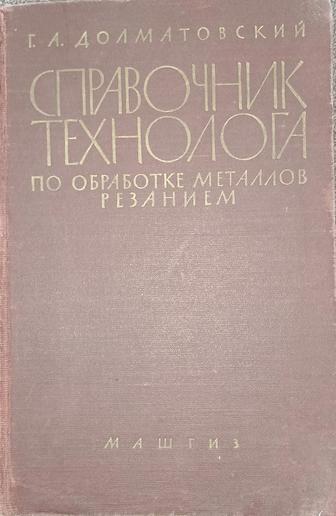 Г. А. ДОЛМАТОВСКИЙ
СПРАВОЧНИК
ТЕХНОЛОГА
ПО ОБРАБОТКЕ МЕТАЛЛОВ
РЕЗАНИЕМ
МАШГИЗ